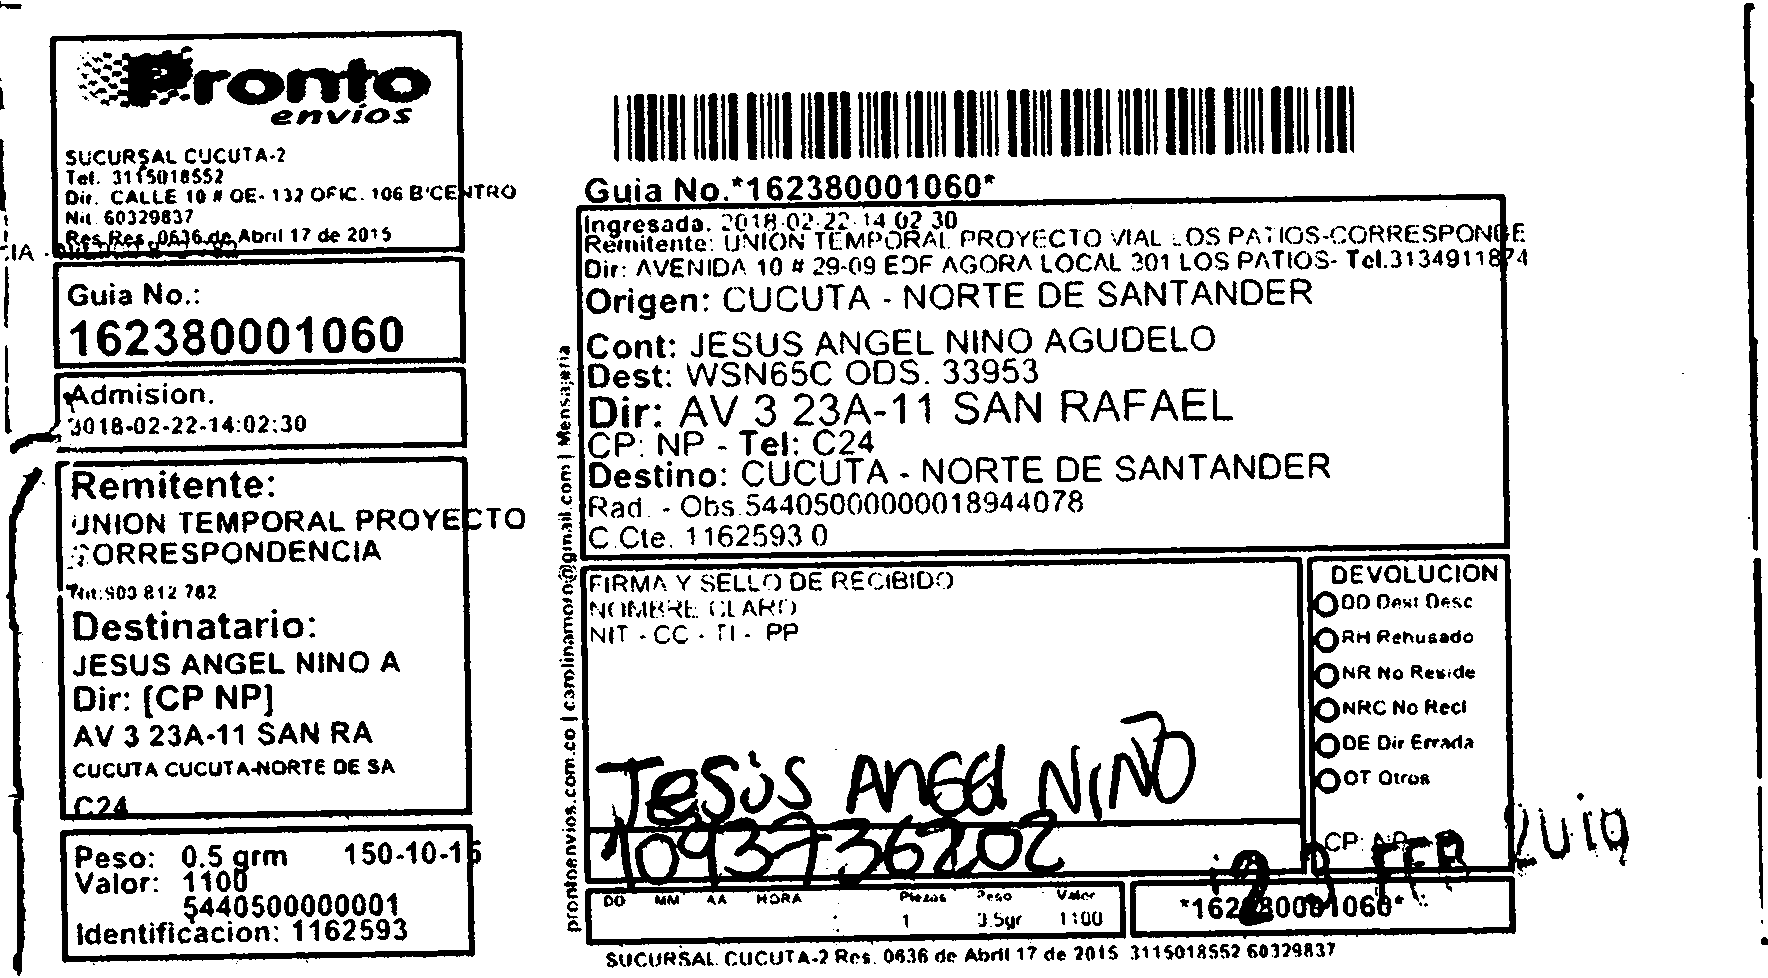 Pronto
envios
SUCURSAL CUCUTA-2
Tel. 3115018552
Dir. CALLE 10 # OE- 132 OFIC. 106 B'CENTRO
Nit. 60329837
Res.Res. 0636 de Abril 17 de 2015
Guia No.:
162380001060
Admision.
2018-02-22-14:02:30
Remitente:
UNION TEMPORAL PROYECTO
CORRESPONDENCIA
Nit:900 812 782
Destinatario:
JESUS ANGEL NINO A
Dir: [CP NP]
AV 3 23A-11 SAN RA
CUCUTA CUCUTA-NORTE DE SA
C24
Peso: 0.5 grm 150-10-15
Valor: 1100
5440500000001
Identificacion: 1162593
prontoenvios.com.co | carolinamoro@gmail.com | Mensajeria
Guia No.*162380001060*
Ingresada. 2018-02-22-14 02 30
Remitente: UNION TEMPORAL PROYECTO VIAL LOS PATIOS-CORRESPONDE
Dir: AVENIDA 10 # 29-09 EDF AGORA LOCAL 301 LOS PATIOS- Tel.3134911874
Origen: CUCUTA - NORTE DE SANTANDER
Cont: JESUS ANGEL NINO AGUDELO
Dest: WSN65C ODS. 33953
Dir: AV 3 23A-11 SAN RAFAEL
CP: NP - Tel: C24
Destino: CUCUTA - NORTE DE SANTANDER
Rad. - Obs.544050000000018944078
C.Cte. 1162593 0
FIRMA Y SELLO DE RECIBIDO
NOMBRE CLARO
NIT - CC - TI - PP
Jesús Angel NINO
1093736202
DEVOLUCION
DD Dest Desc
RH Rehusado
NR No Reside
NRC No Recl
DE Dir Errada
OT Otros
CP: NP
FEB
DD MM AA HORA Piezas Peso Valor
1 0.5gr 1100
*162380001060*
SUCURSAL CUCUTA-2 Res. 0636 de Abril 17 de 2015 3115018552 60329837